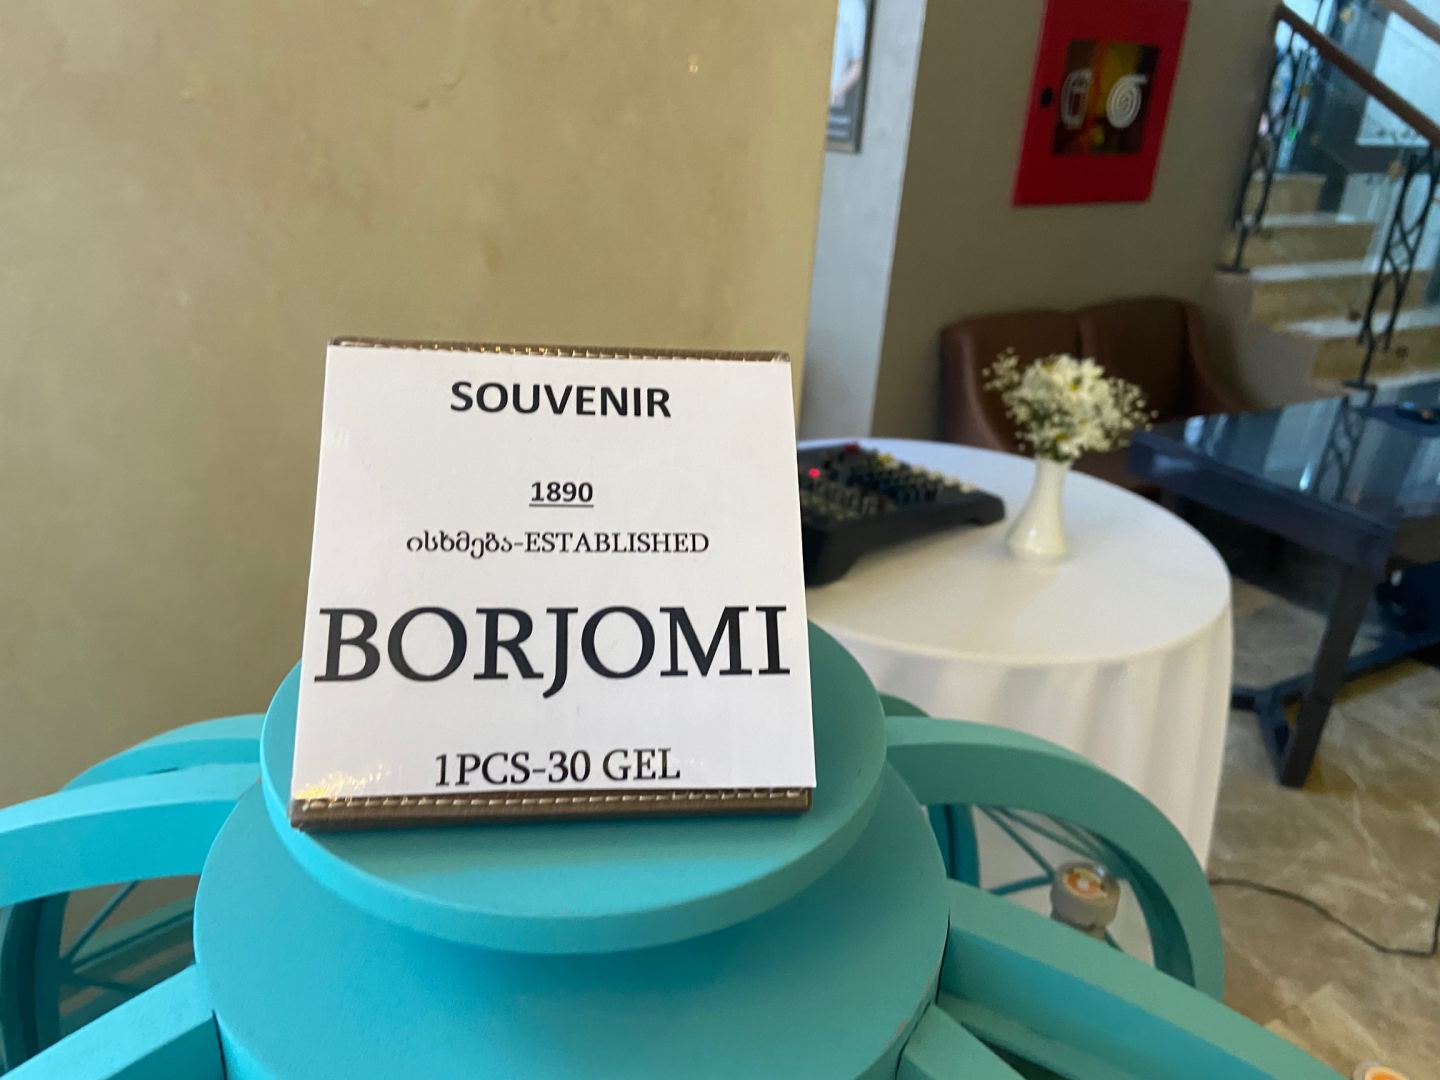 SOUVENIR
1890
ისხმება-ESTABLISHED
BORJOMI
1PCS-30 GEL